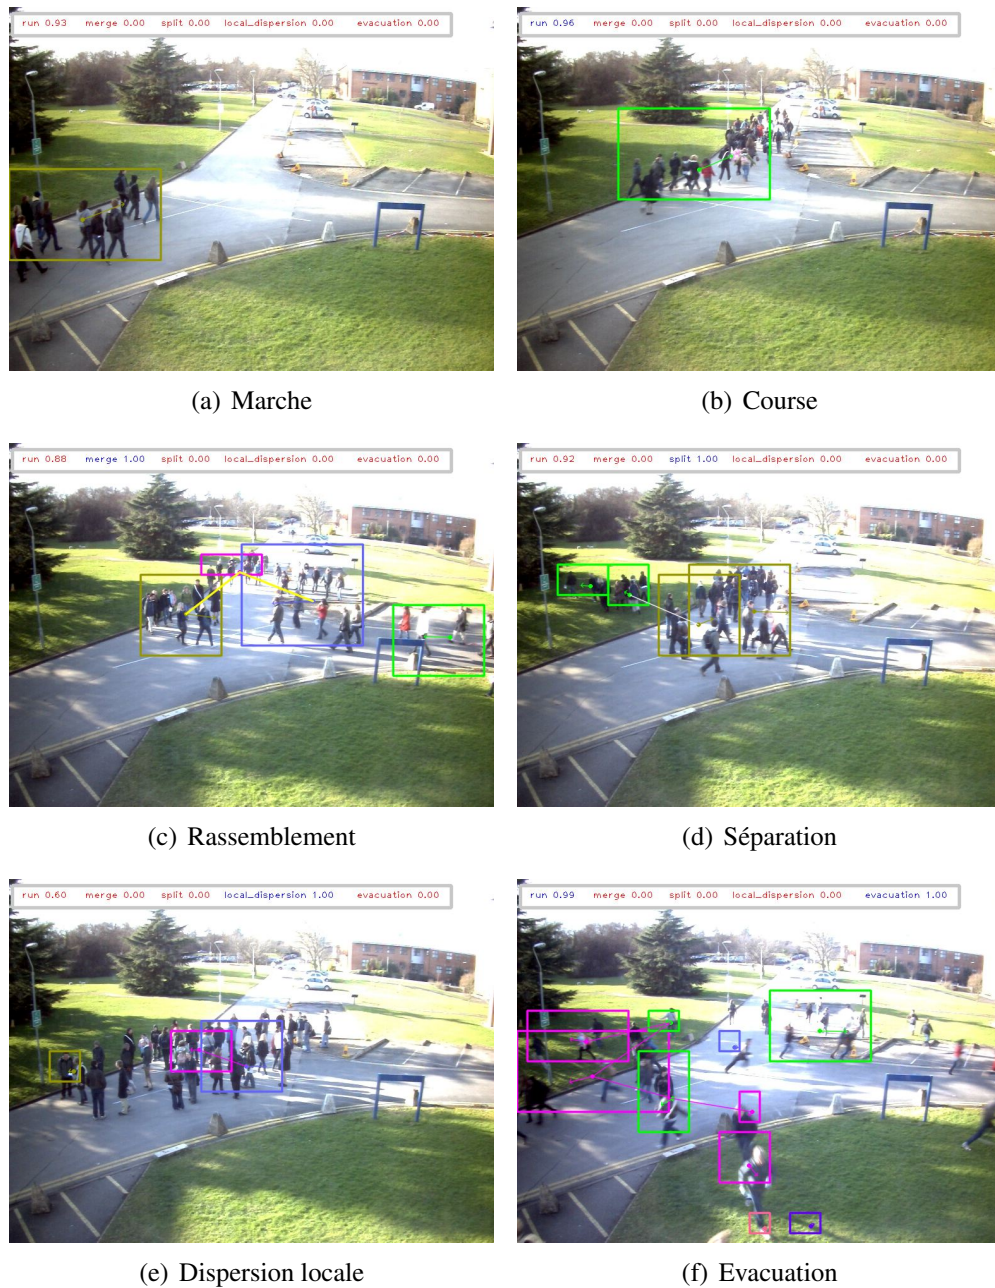 run 0.93 merge 0.00 split 0.00 local_dispersion 0.00 evacuation 0.00
run 0.96 merge 0.00 split 0.00 local_dispersion 0.00 evacuation 0.00
(a) Marche
(b) Course
run 0.88 merge 1.00 split 0.00 local_dispersion 0.00 evacuation 0.00
run 0.92 merge 0.00 split 1.00 local_dispersion 0.00 evacuation 0.00
(c) Rassemblement
(d) Séparation
run 0.60 merge 0.00 split 0.00 local_dispersion 1.00 evacuation 0.00
run 0.99 merge 0.00 split 0.00 local_dispersion 0.00 evacuation 1.00
(e) Dispersion locale
(f) Evacuation